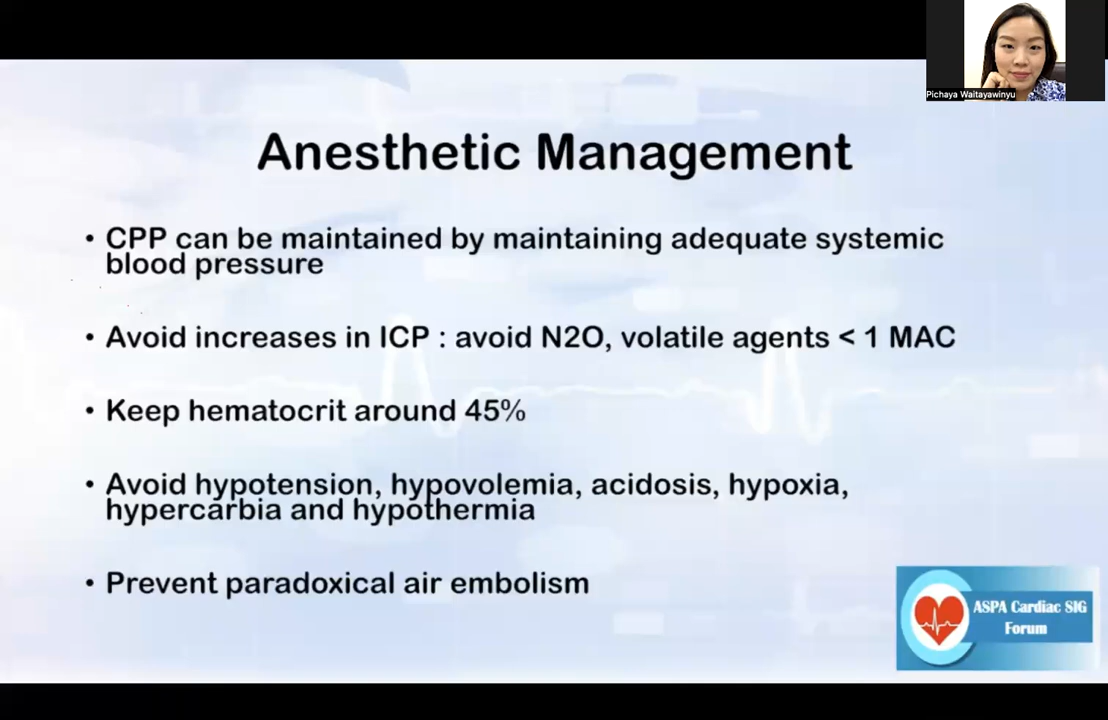 Pichaya Waitayawinyu
Anesthetic Management
• CPP can be maintained by maintaining adequate systemic
blood pressure
• Avoid increases in ICP : avoid N2O, volatile agents < 1 MAC
• Keep hematocrit around 45%
• Avoid hypotension, hypovolemia, acidosis, hypoxia,
hypercarbia and hypothermia
• Prevent paradoxical air embolism
ASPA Cardiac SIG
Forum